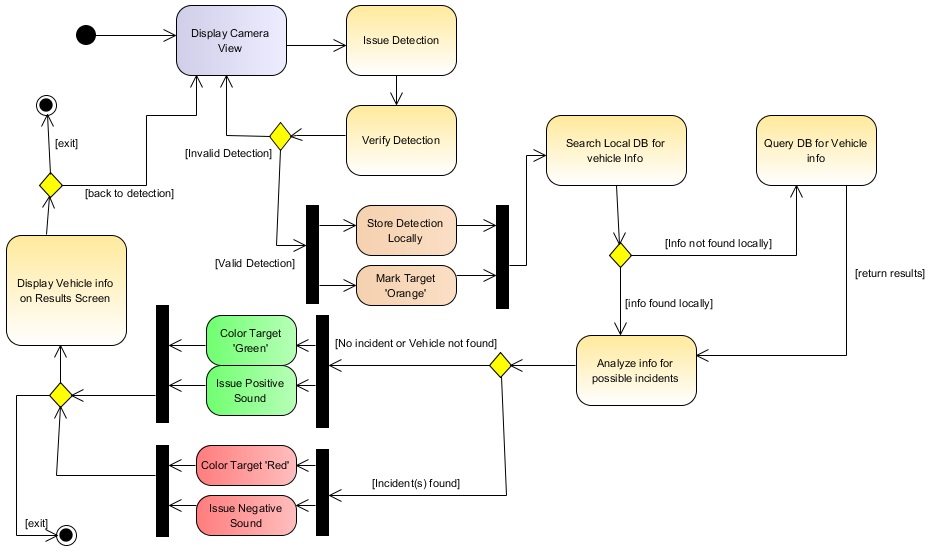 Display Camera
View
Issue Detection
[exit]
[Invalid Detection]
Verify Detection
Search Local DB for
vehicle Info
Query DB for Vehicle
info
[back to detection]
Store Detection
Locally
[Info not found locally]
[Valid Detection]
Mark Target
'Orange'
[return results]
Display Vehicle info
on Results Screen
[info found locally]
Color Target
'Green'
[No incident or Vehicle not found]
Issue Positive
Sound
Analyze info for
possible incidents
Color Target 'Red'
[Incident(s) found]
Issue Negative
Sound
[exit]